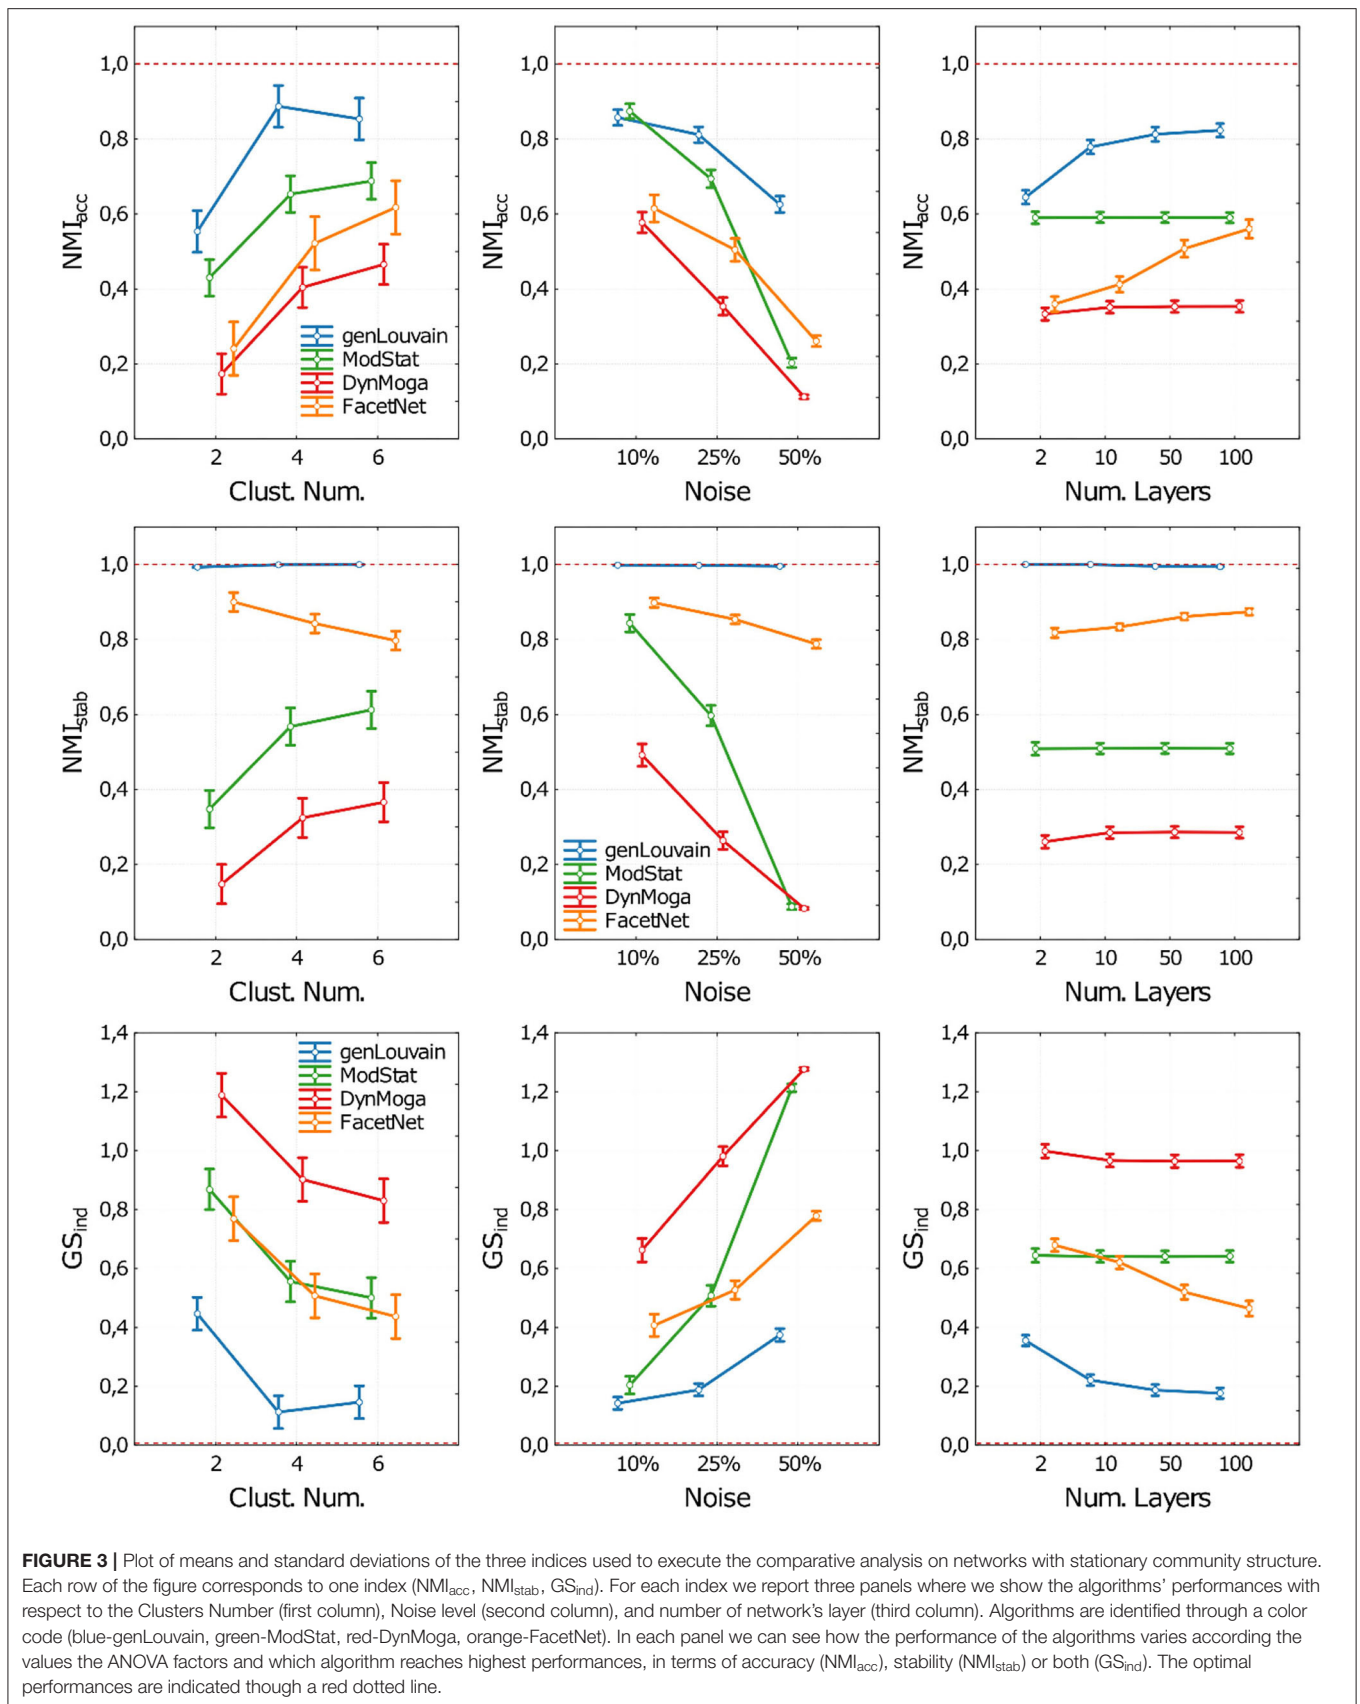 1,0
0,8
0,6
0,4
0,2
0,0
NMIacc
2 4 6
Clust. Num.
genLouvain
ModStat
DynMoga
FacetNet
1,0
0,8
0,6
0,4
0,2
0,0
NMIacc
10% 25% 50%
Noise
1,0
0,8
0,6
0,4
0,2
0,0
NMIacc
2 10 50 100
Num. Layers
1,0
0,8
0,6
0,4
0,2
0,0
NMIstab
2 4 6
Clust. Num.
1,0
0,8
0,6
0,4
0,2
0,0
NMIstab
genLouvain
ModStat
DynMoga
FacetNet
10% 25% 50%
Noise
1,0
0,8
0,6
0,4
0,2
0,0
NMIstab
2 10 50 100
Num. Layers
1,4
1,2
1,0
0,8
0,6
0,4
0,2
0,0
GSind
genLouvain
ModStat
DynMoga
FacetNet
2 4 6
Clust. Num.
1,4
1,2
1,0
0,8
0,6
0,4
0,2
0,0
GSind
10% 25% 50%
Noise
1,4
1,2
1,0
0,8
0,6
0,4
0,2
0,0
GSind
2 10 50 100
Num. Layers
FIGURE 3 | Plot of means and standard deviations of the three indices used to execute the comparative analysis on networks with stationary community structure.
Each row of the figure corresponds to one index (NMIacc, NMIstab, GSind). For each index we report three panels where we show the algorithms' performances with
respect to the Clusters Number (first column), Noise level (second column), and number of network's layer (third column). Algorithms are identified through a color
code (blue-genLouvain, green-ModStat, red-DynMoga, orange-FacetNet). In each panel we can see how the performance of the algorithms varies according the
values the ANOVA factors and which algorithm reaches highest performances, in terms of accuracy (NMIacc), stability (NMIstab) or both (GSind). The optimal
performances are indicated though a red dotted line.